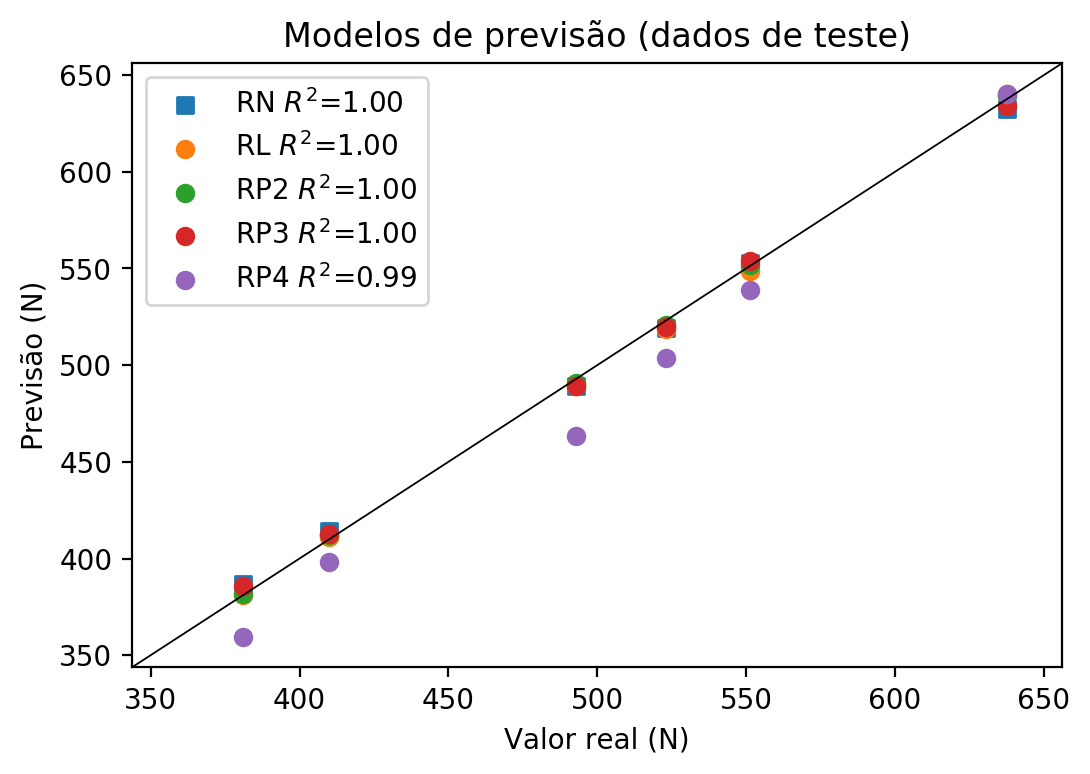 Modelos de previsão (dados de teste)
RN R²=1.00
RL R²=1.00
RP2 R²=1.00
RP3 R²=1.00
RP4 R²=0.99
Previsão (N)
650
600
550
500
450
400
350
350 400 450 500 550 600 650
Valor real (N)